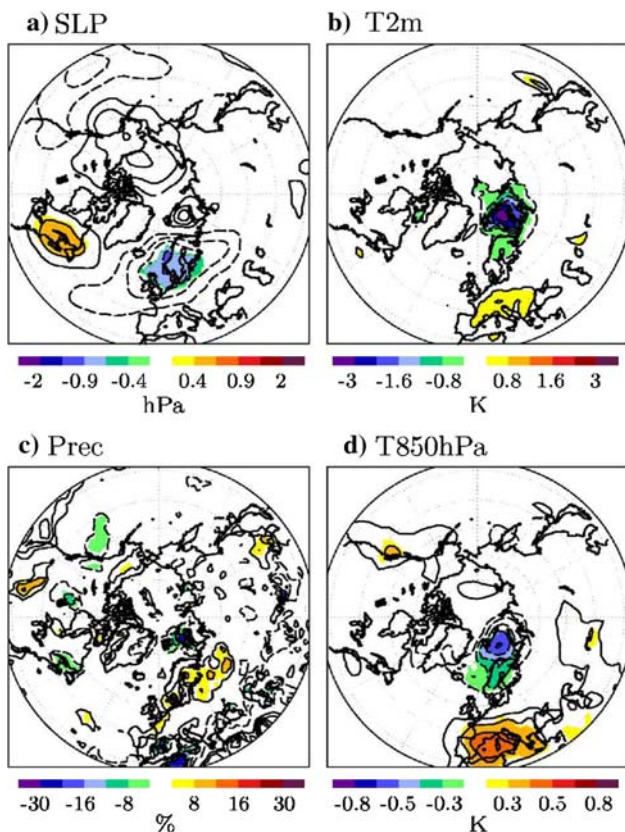 a) SLP
b) T2m
-2 -0.9 -0.4 0.4 0.9 2
hPa
-3 -1.6 -0.8 0.8 1.6 3
K
c) Prec
d) T850hPa
-30 -16 -8 8 16 30
%
-0.8 -0.5 -0.3 0.3 0.5 0.8
K